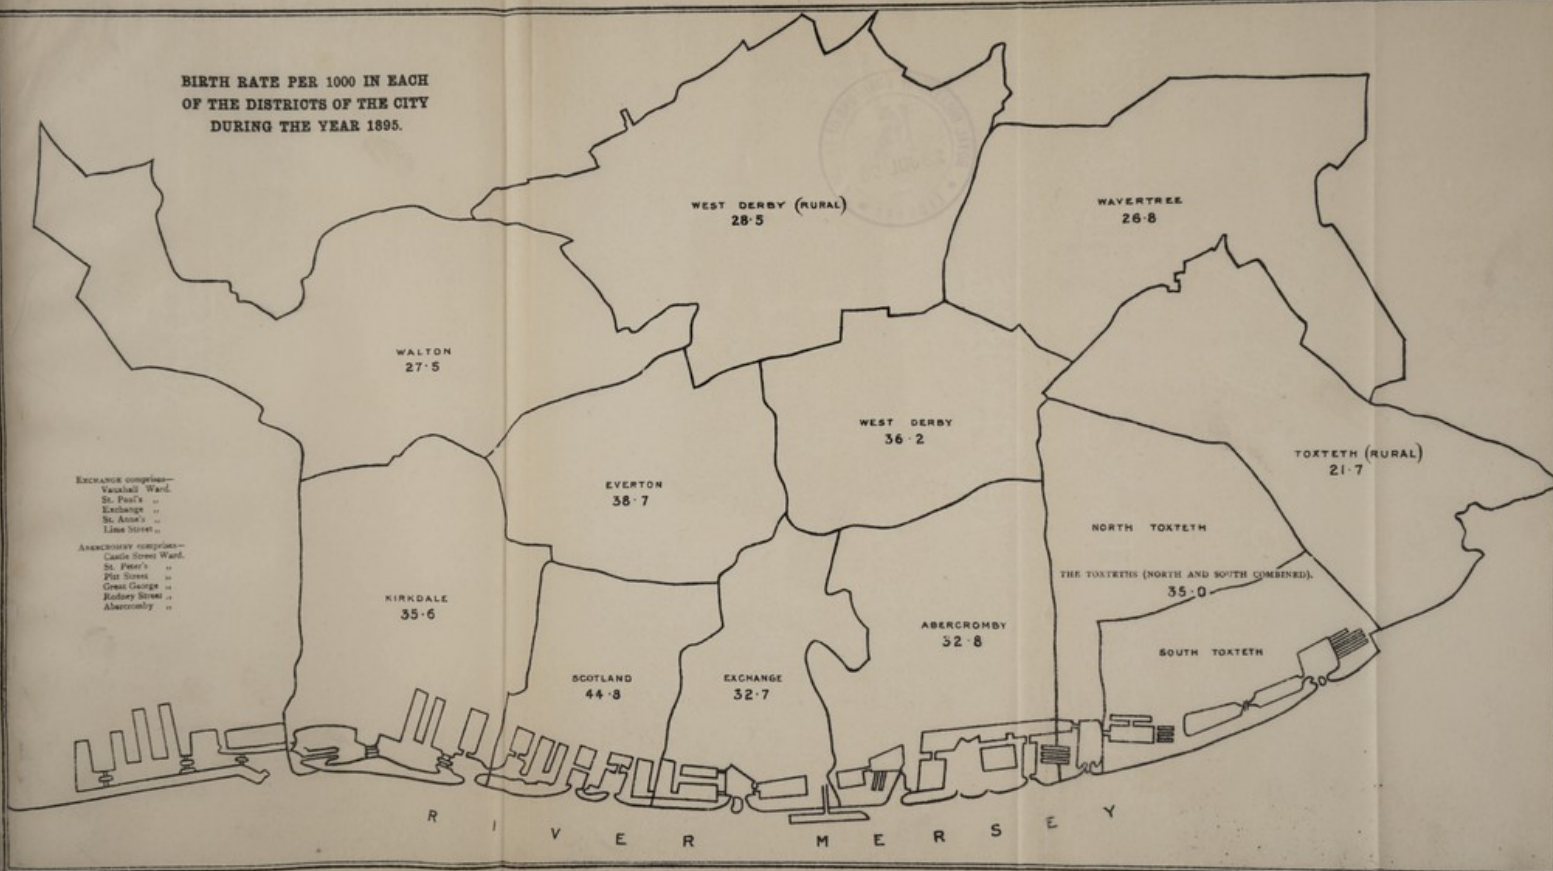 BIRTH RATE PER 1000 IN EACH
OF THE DISTRICTS OF THE CITY
DURING THE YEAR 1895.
WEST DERBY (RURAL)
28·5
WAVERTREE
26·8
WALTON
27·5
WEST DERBY
36·2
TOXTETH (RURAL)
21·7
EVERTON
38·7
EXCHANGE comprises—
Vauxhall Ward.
St. Paul's „
Exchange „
St. Anne's „
Lime Street „
ABERCROMBY comprises—
Castle Street Ward.
St. Peter's „
Pitt Street „
Great George „
Rodney Street „
Abercromby „
NORTH TOXTETH
THE TOXTETHS (NORTH AND SOUTH COMBINED).
35·0
KIRKDALE
35·6
ABERCROMBY
32·8
SOUTH TOXTETH
SCOTLAND
44·8
EXCHANGE
32·7
RIVER MERSEY